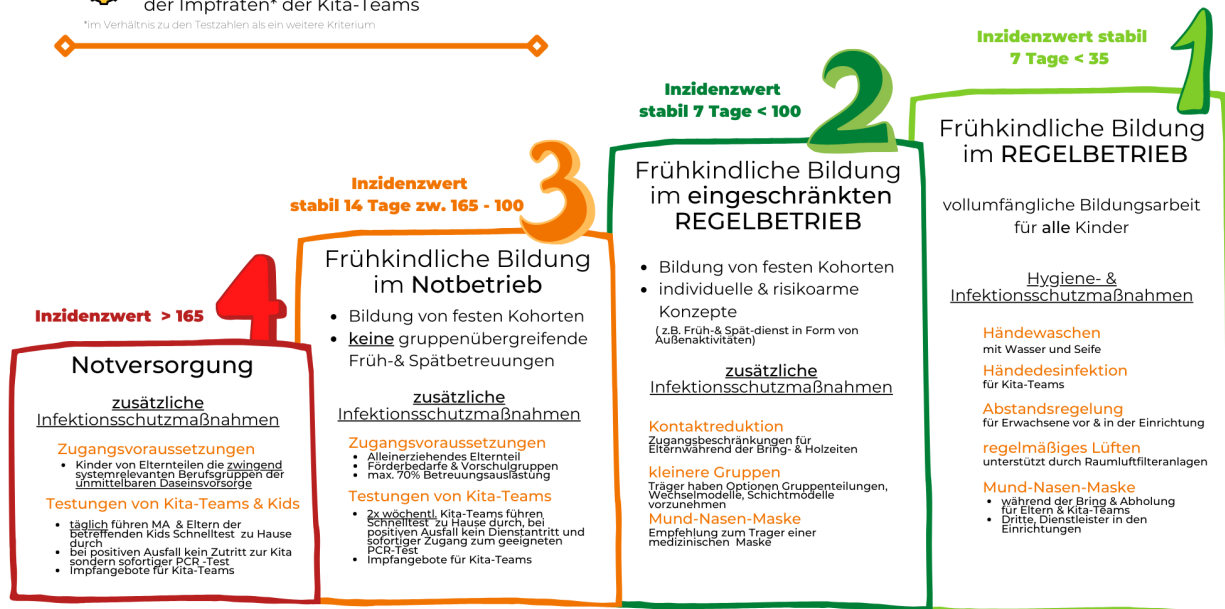 der Impfraten* der Kita-Teams
*im Verhältnis zu den Testzahlen als ein weitere Kriterium
4
Inzidenzwert > 165
Notversorgung
zusätzliche
Infektionsschutzmaßnahmen
Zugangsvoraussetzungen
• Kinder von Elternteilen die zwingend
systemrelevanten Berufsgruppen der
unmittelbaren Daseinsvorsorge
Testungen von Kita-Teams & Kids
• täglich führen MA & Eltern der
betreffenden Kids Schnelltest zu Hause
durch
• bei positiven Ausfall kein Zutritt zur Kita
sondern sofortiger PCR -Test
• Impfangebote für Kita-Teams
3
Inzidenzwert
stabil 14 Tage zw. 165 - 100
Frühkindliche Bildung
im Notbetrieb
• Bildung von festen Kohorten
• keine gruppenübergreifende
Früh-& Spätbetreuungen
zusätzliche
Infektionsschutzmaßnahmen
Zugangsvoraussetzungen
• Alleinerziehendes Elternteil
• Förderbedarfe & Vorschulgruppen
• max. 70% Betreuungsauslastung
Testungen von Kita-Teams
• 2x wöchentl. Kita-Teams führen
Schnelltest zu Hause durch, bei
positiven Ausfall kein Dienstantritt und
sofortiger Zugang zum geeigneten
PCR-Test
• Impfangebote für Kita-Teams
2
Inzidenzwert
stabil 7 Tage < 100
Frühkindliche Bildung
im eingeschränkten
REGELBETRIEB
• Bildung von festen Kohorten
• individuelle & risikoarme
Konzepte
( z.B. Früh-& Spät-dienst in Form von
Außenaktivitäten)
zusätzliche
Infektionsschutzmaßnahmen
Kontaktreduktion
Zugangsbeschränkungen für
Elternwährend der Bring- & Holzeiten
kleinere Gruppen
Träger haben Optionen Gruppenteilungen,
Wechselmodelle, Schichtmodelle
vorzunehmen
Mund-Nasen-Maske
Empfehlung zum Trager einer
medizinischen Maske
1
Inzidenzwert stabil
7 Tage < 35
Frühkindliche Bildung
im REGELBETRIEB
vollumfängliche Bildungsarbeit
für alle Kinder
Hygiene- &
Infektionsschutzmaßnahmen
Händewaschen
mit Wasser und Seife
Händedesinfektion
für Kita-Teams
Abstandsregelung
für Erwachsene vor & in der Einrichtung
regelmäßiges Lüften
unterstützt durch Raumluftfilteranlagen
Mund-Nasen-Maske
• während der Bring & Abholung
für Eltern & Kita-Teams
• Dritte, Dienstleister in den
Einrichtungen